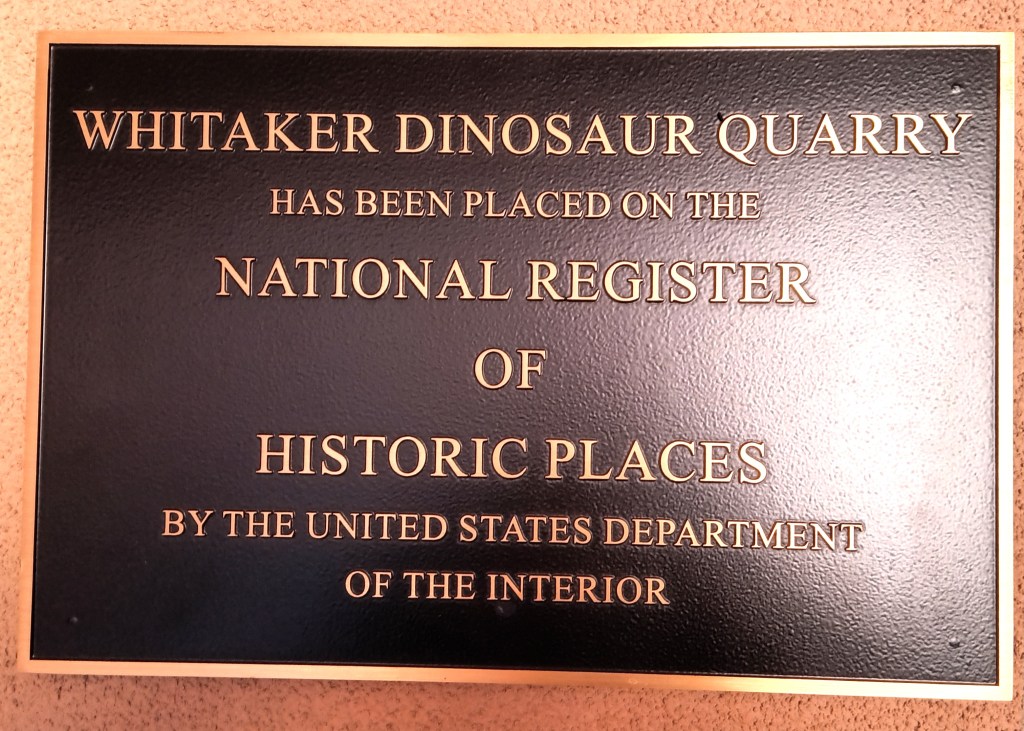 WHITAKER DINOSAUR QUARRY
HAS BEEN PLACED ON THE
NATIONAL REGISTER
OF
HISTORIC PLACES
BY THE UNITED STATES DEPARTMENT
OF THE INTERIOR